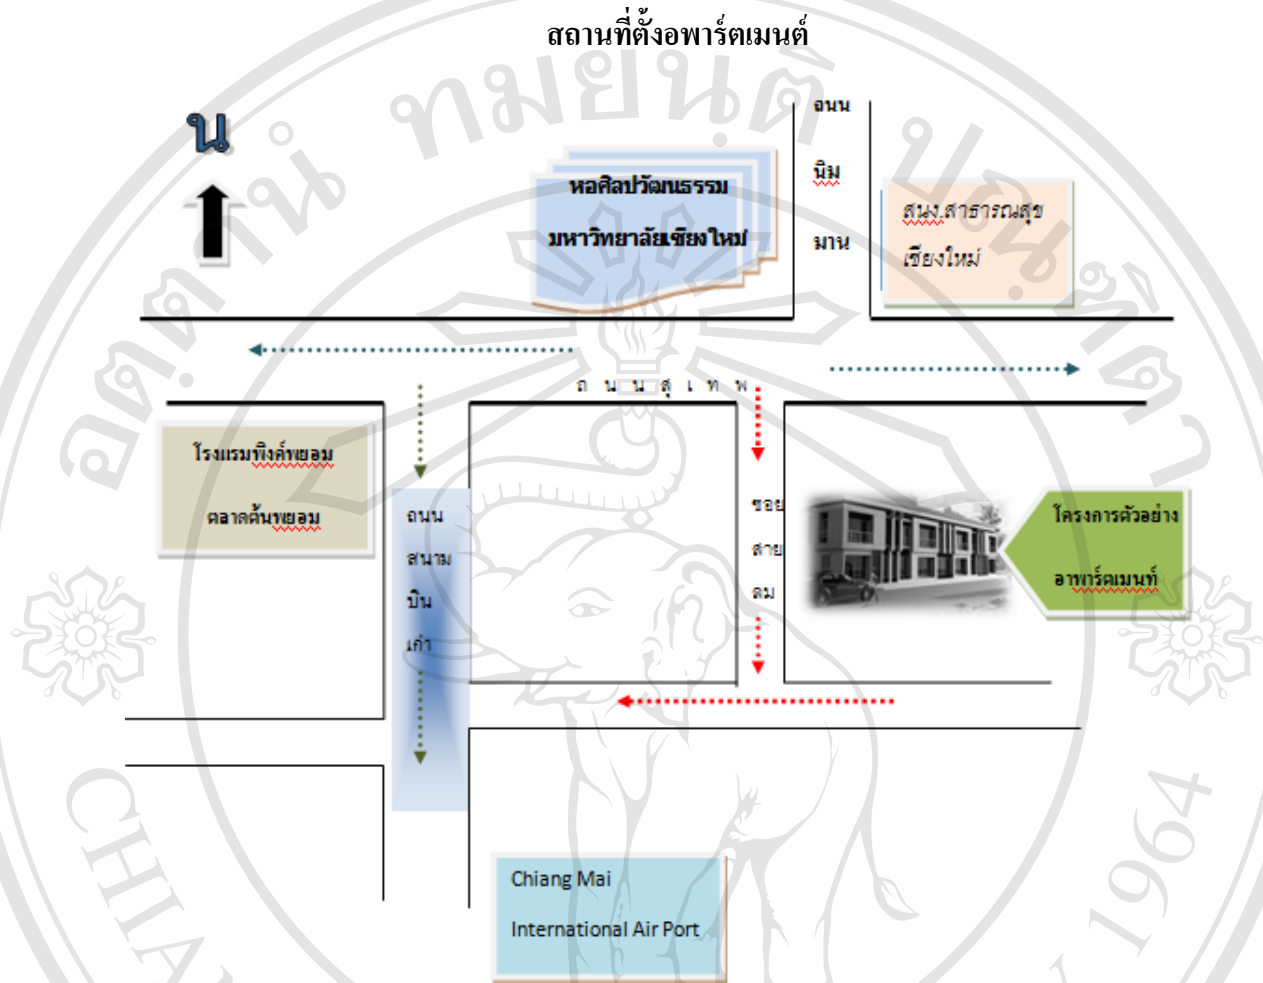 สถานที่ตั้งอพาร์ตเมนต์
น
ถนน
นิม
มาน
หอศิลปวัฒนธรรม
มหาวิทยาลัยเชียงใหม่
สนง.สาธารณสุข
เชียงใหม่
ถนนสุเทพ
โรงแรมพิงค์พยอม
ตลาดต้นพยอม
ถนน
สนาม
บิน
เก่า
ซอย
สาย
ลม
โครงการตัวอย่าง
อาพาร์ตเมนท์
Chiang Mai
International Air Port
1964